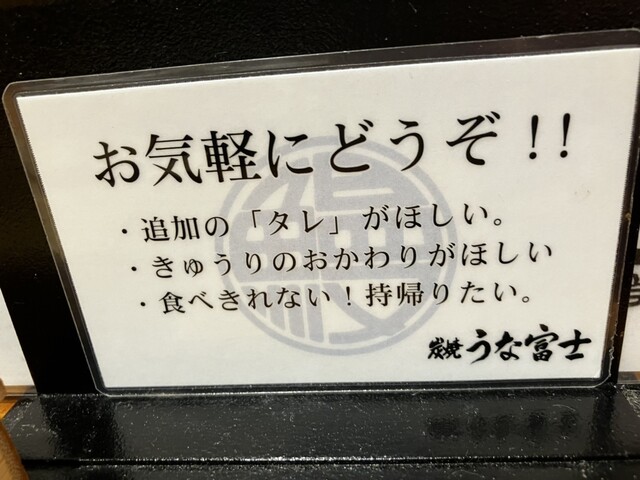 お気軽にどうぞ!!
・追加の「タレ」がほしい。
・きゅうりのおかわりがほしい
・食べきれない！持帰りたい。
炭焼 うな富士